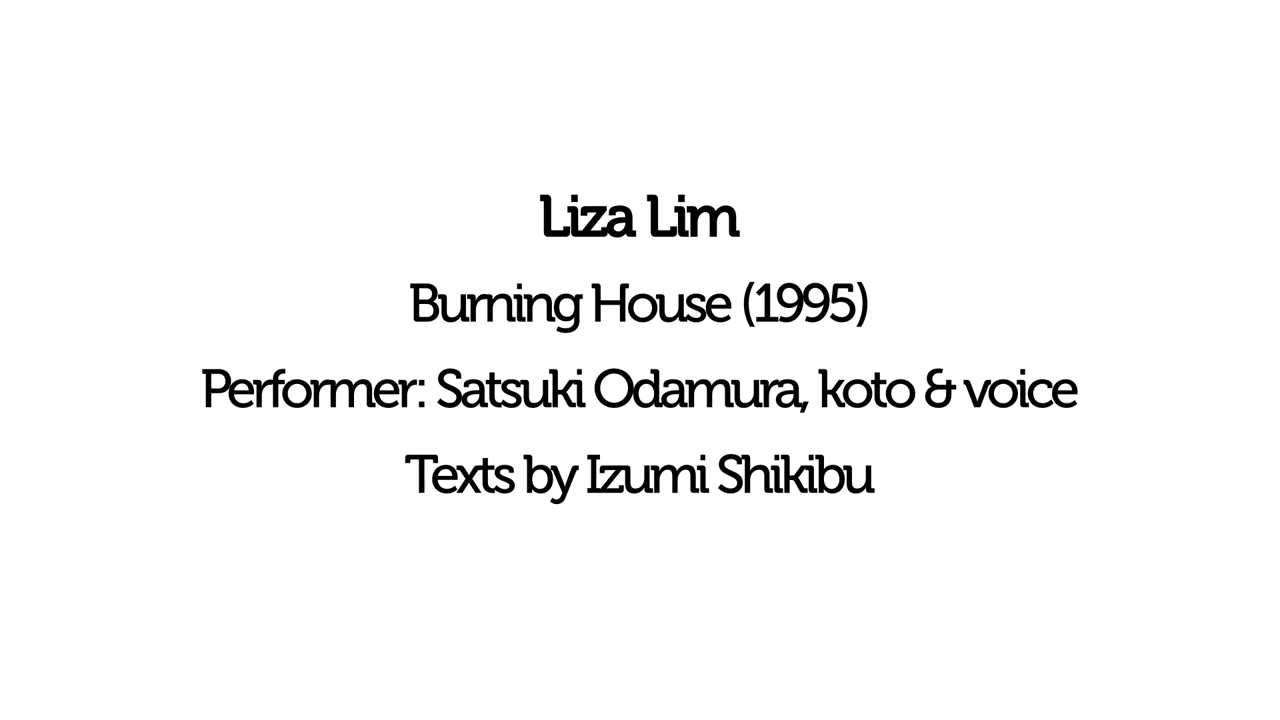 Liza Lim
Burning House (1995)
Performer: Satsuki Odamura, koto & voice
Texts by Izumi Shikibu